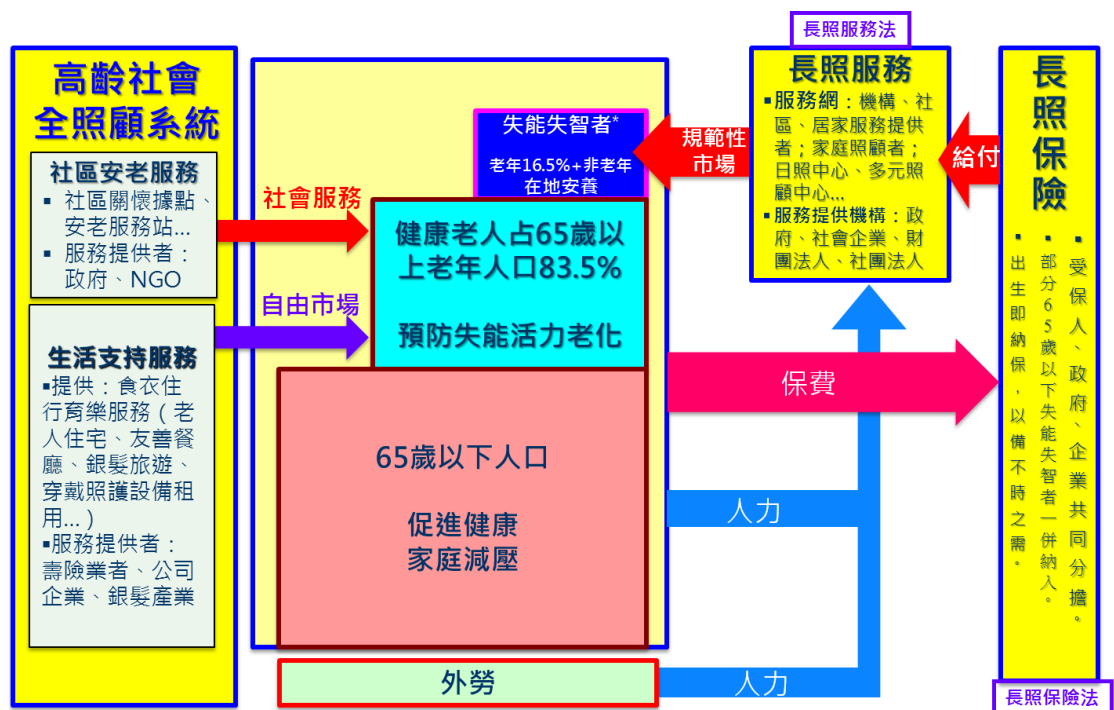 高齡社會
全照顧系統
社區安老服務
▪ 社區關懷據點、
安老服務站...
▪ 服務提供者：
政府、NGO
生活支持服務
▪提供：食衣住
行育樂服務（老
人住宅、友善餐
廳、銀髮旅遊、
穿戴照護設備租
用...）
▪服務提供者：
壽險業者、公司
企業、銀髮產業
社會服務
自由市場
失能失智者*
老年16.5%+非老年
在地安養
健康老人占65歲以
上老年人口83.5%
預防失能活力老化
65歲以下人口
促進健康
家庭減壓
外勞
規範性
市場
長照服務法
長照服務
▪服務網：機構、社
區、居家服務提供
者；家庭照顧者；
日照中心、多元照
顧中心...
▪服務提供機構：政
府、社會企業、財
團法人、社團法人
給付
保費
人力
人力
長照保險
▪受保人、政府、企業共同分擔。
▪部分65歲以下失能失智者一併納入。
▪出生即納保，以備不時之需。
長照保險法